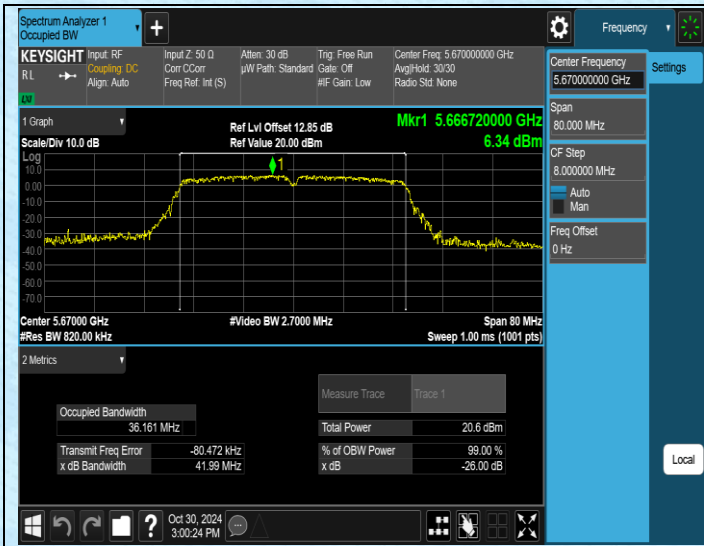 Spectrum Analyzer 1
Occupied BW
+
Frequency
KEYSIGHT
RL
LXI
Input: RF
Coupling: DC
Align: Auto
Input Z: 50 Ω
Corr CCorr
Freq Ref: Int (S)
Atten: 30 dB
µW Path: Standard
Trig: Free Run
Gate: Off
#IF Gain: Low
Center Freq: 5.670000000 GHz
Avg|Hold: 30/30
Radio Std: None
Center Frequency
5.670000000 GHz
Settings
Span
80.000 MHz
CF Step
8.000000 MHz
Auto
Man
Freq Offset
0 Hz
Local
1 Graph
Scale/Div 10.0 dB
Ref Lvl Offset 12.85 dB
Ref Value 20.00 dBm
Mkr1 5.666720000 GHz
6.34 dBm
Log
10.0
0.00
-10.0
-20.0
-30.0
-40.0
-50.0
-60.0
-70.0
1
Center 5.67000 GHz
#Res BW 820.00 kHz
#Video BW 2.7000 MHz
Span 80 MHz
Sweep 1.00 ms (1001 pts)
2 Metrics
Measure Trace Trace 1
Occupied Bandwidth
36.161 MHz
Total Power 20.6 dBm
Transmit Freq Error -80.472 kHz
% of OBW Power 99.00 %
x dB Bandwidth 41.99 MHz
x dB -26.00 dB
?
Oct 30, 2024
3:00:24 PM